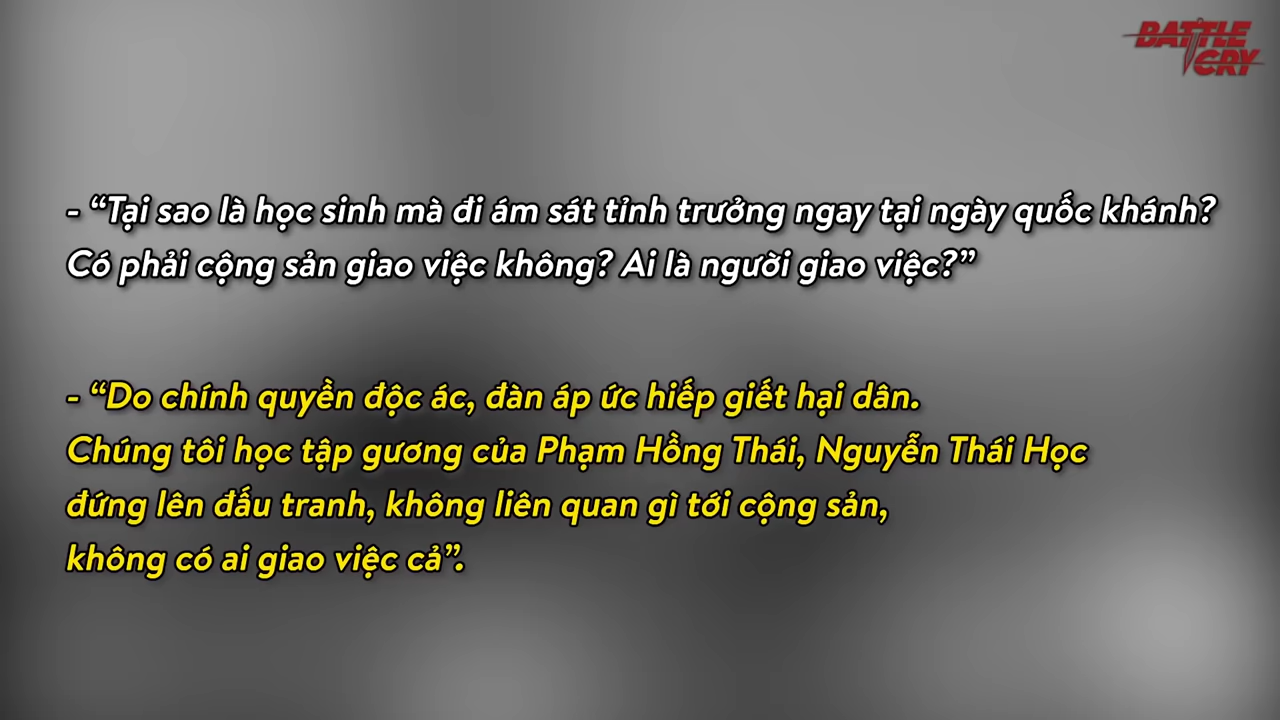 BATTLE
CRY
- “Tại sao là học sinh mà đi ám sát tỉnh trưởng ngay tại ngày quốc khánh?
Có phải cộng sản giao việc không? Ai là người giao việc?”
- “Do chính quyền độc ác, đàn áp ức hiếp giết hại dân.
Chúng tôi học tập gương của Phạm Hồng Thái, Nguyễn Thái Học
đứng lên đấu tranh, không liên quan gì tới cộng sản,
không có ai giao việc cả”.